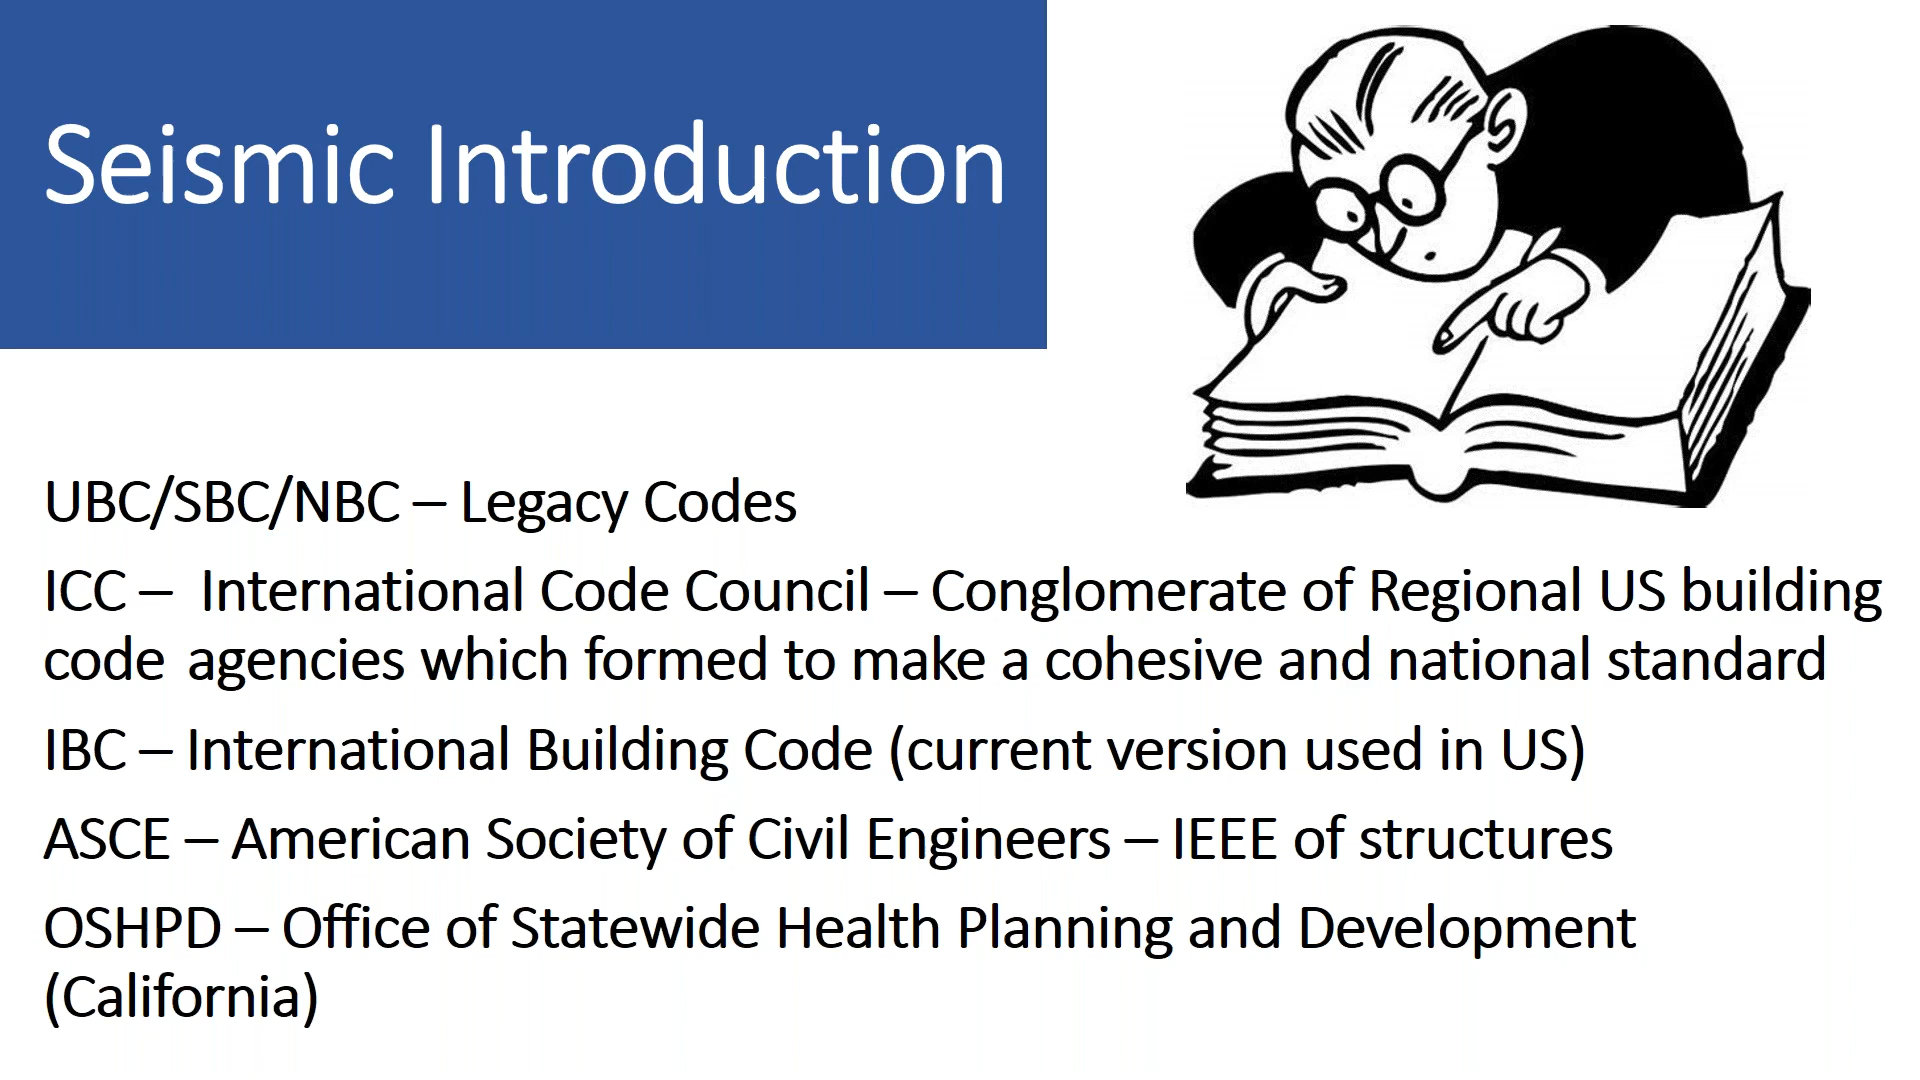 Seismic Introduction
UBC/SBC/NBC – Legacy Codes
ICC – International Code Council – Conglomerate of Regional US building
code agencies which formed to make a cohesive and national standard
IBC – International Building Code (current version used in US)
ASCE – American Society of Civil Engineers – IEEE of structures
OSHPD – Office of Statewide Health Planning and Development
(California)